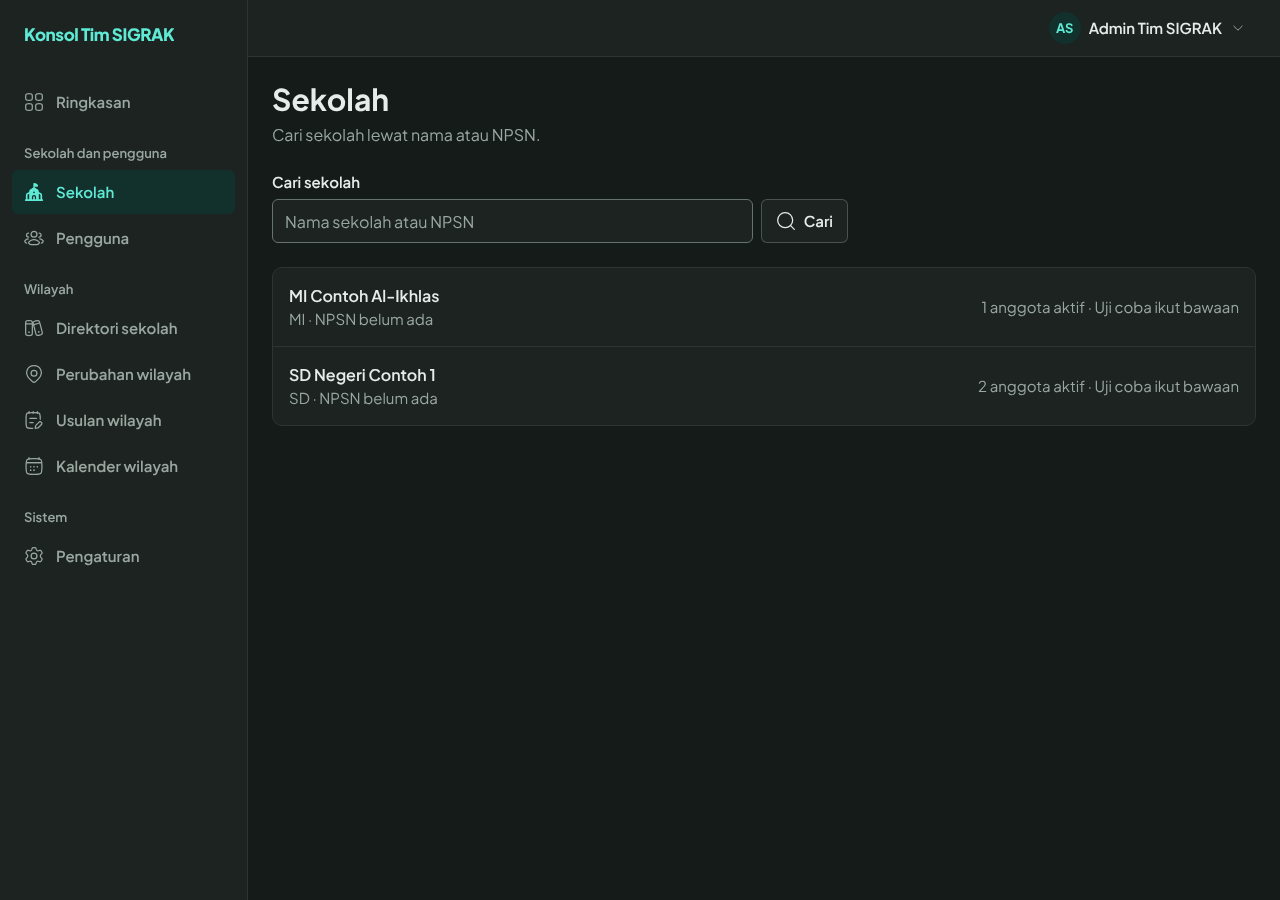 Konsol Tim SIGRAK
AS Admin Tim SIGRAK
Ringkasan
Sekolah dan pengguna
Sekolah
Pengguna
Wilayah
Direktori sekolah
Perubahan wilayah
Usulan wilayah
Kalender wilayah
Sistem
Pengaturan
Sekolah
Cari sekolah lewat nama atau NPSN.
Cari sekolah
Nama sekolah atau NPSN
Cari
MI Contoh Al-Ikhlas
MI · NPSN belum ada
1 anggota aktif · Uji coba ikut bawaan
SD Negeri Contoh 1
SD · NPSN belum ada
2 anggota aktif · Uji coba ikut bawaan